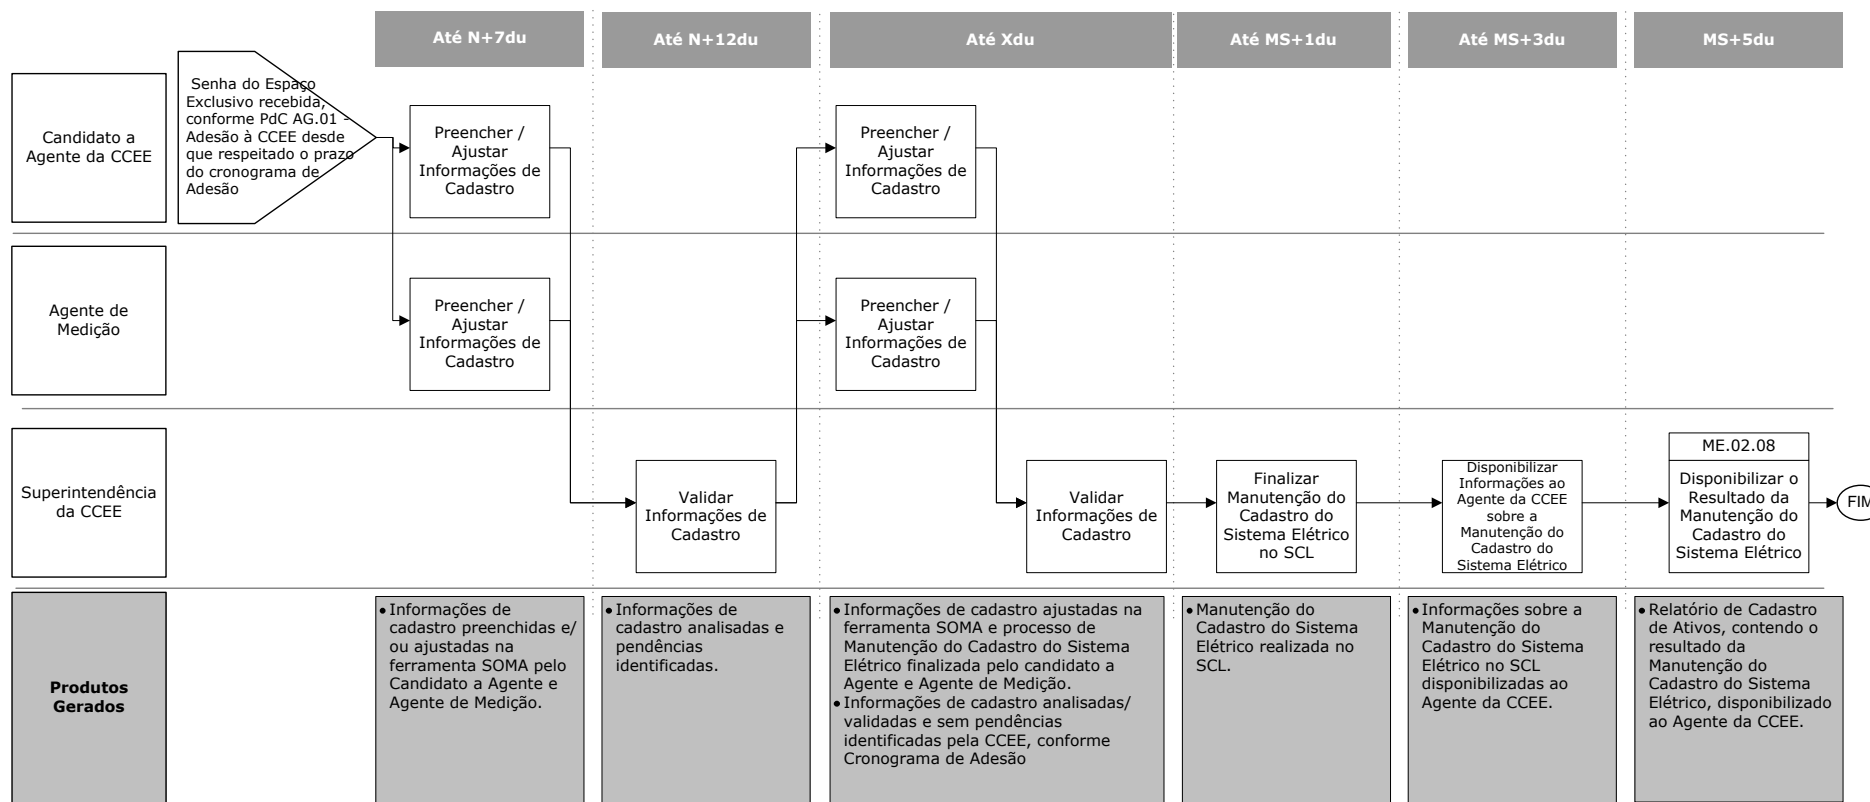 Até N+7du
Até N+12du
Até Xdu
Até MS+1du
Até MS+3du
MS+5du
Candidato a
Agente da CCEE
Senha do Espaço
Exclusivo recebida,
conforme PdC AG.01 -
Adesão à CCEE desde
que respeitado o prazo
do cronograma de
Adesão
Preencher /
Ajustar
Informações de
Cadastro
Preencher /
Ajustar
Informações de
Cadastro
Agente de
Medição
Preencher /
Ajustar
Informações de
Cadastro
Preencher /
Ajustar
Informações de
Cadastro
Superintendência
da CCEE
Validar
Informações de
Cadastro
Validar
Informações de
Cadastro
Finalizar
Manutenção do
Cadastro do
Sistema Elétrico
no SCL
Disponibilizar
Informações ao
Agente da CCEE
sobre a
Manutenção do
Cadastro do
Sistema Elétrico
ME.02.08
Disponibilizar o
Resultado da
Manutenção do
Cadastro do
Sistema Elétrico
FIM
Produtos
Gerados
• Informações de
cadastro preenchidas e/
ou ajustadas na
ferramenta SOMA pelo
Candidato a Agente e
Agente de Medição.
• Informações de
cadastro analisadas e
pendências
identificadas.
• Informações de cadastro ajustadas na
ferramenta SOMA e processo de
Manutenção do Cadastro do Sistema
Elétrico finalizada pelo candidato a
Agente e Agente de Medição.
• Informações de cadastro analisadas/
validadas e sem pendências
identificadas pela CCEE, conforme
Cronograma de Adesão
• Manutenção do
Cadastro do Sistema
Elétrico realizada no
SCL.
• Informações sobre a
Manutenção do
Cadastro do Sistema
Elétrico no SCL
disponibilizadas ao
Agente da CCEE.
• Relatório de Cadastro
de Ativos, contendo o
resultado da
Manutenção do
Cadastro do Sistema
Elétrico, disponibilizado
ao Agente da CCEE.